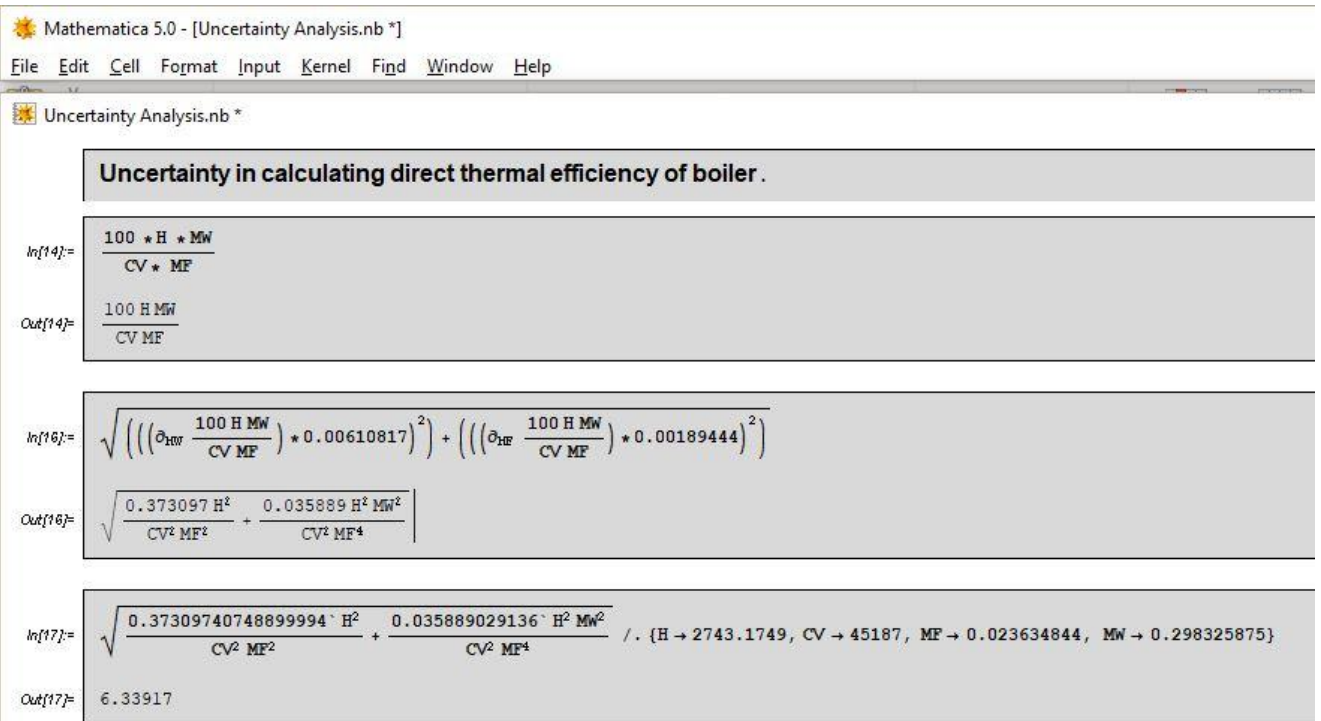 Mathematica 5.0 - [Uncertainty Analysis.nb *]
File Edit Cell Format Input Kernel Find Window Help
Uncertainty Analysis.nb *
Uncertainty in calculating direct thermal efficiency of boiler.
In[14]:= 100 * H * MW
CV * MF
Out[14]= 100 H MW
CV MF
In[16]:= √((((∂MW 100 H MW / CV MF) * 0.00610817)²) + (((∂MF 100 H MW / CV MF) * 0.00189444)²))
Out[16]= √(0.373097 H² / CV² MF² + 0.035889 H² MW² / CV² MF⁴)
In[17]:= √(0.37309740748899994` H² / CV² MF² + 0.035889029136` H² MW² / CV² MF⁴) /. {H → 2743.1749, CV → 45187, MF → 0.023634844, MW → 0.298325875}
Out[17]= 6.33917